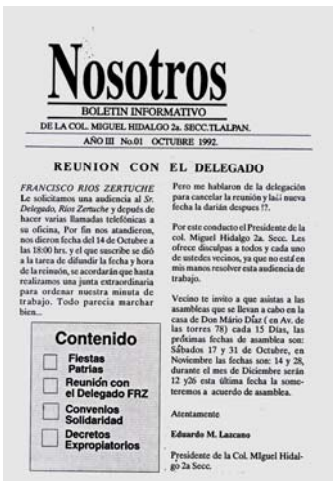 Nosotros
BOLETIN INFORMATIVO
DE LA COL. MIGUEL HIDALGO 2a. SECC.TLALPAN.
AÑO III No.01 OCTUBRE 1992.
REUNION CON EL DELEGADO
FRANCISCO RIOS ZERTUCHE
Le solicitamos una audiencia al Sr.
Delegado, Rios Zertuche y depués de
hacer varias llamadas telefónicas a
su oficina, Por fin nos atandieron,
nos dieron fecha del 14 de Octubre a
las 18:00 hrs, y el que suscribe se dió
a la tarea de difundir la fecha y hora
de la reinuón, se acordarán que hasta
realizamos una junta extraordinaria
para ordenar nuestra minuta de
trabajo. Todo parecia marchar
bien...
Contenido
Fiestas
Patrias
Reunión con
el Delegado FRZ
Convenios
Solidaridad
Decretos
Expropiatorios
Pero me hablaron de la delegación
para cancelar la reunión y la nueva
fecha la darián despues !?.
Por este conducto el Presidente de la
col. Miguel Hidalgo 2a. Secc. Les
ofrece disculpa a todos y cada uno
de ustedes vecinos, ya que no está en
mis manos resolver esta audiencia de
trabajo.
Vecino te invito a que asistas a las
asambleas que se llevan a cabo en la
casa de Don Mário Díaz ( en Av. de
las torres 78) cada 15 Días, las
próximas fechas de asamblea son:
Sábados 17 y 31 de Octubre, en
Noviembre las fechas son: 14 y 28,
durante el mes de Diciembre serán
12 y26 esta última fecha la some-
teremos a acuerdo de asamblea.
Atentamente
Eduardo M. Lazcano
Presidente de la Col. Miguel Hidal-
go 2a Secc.